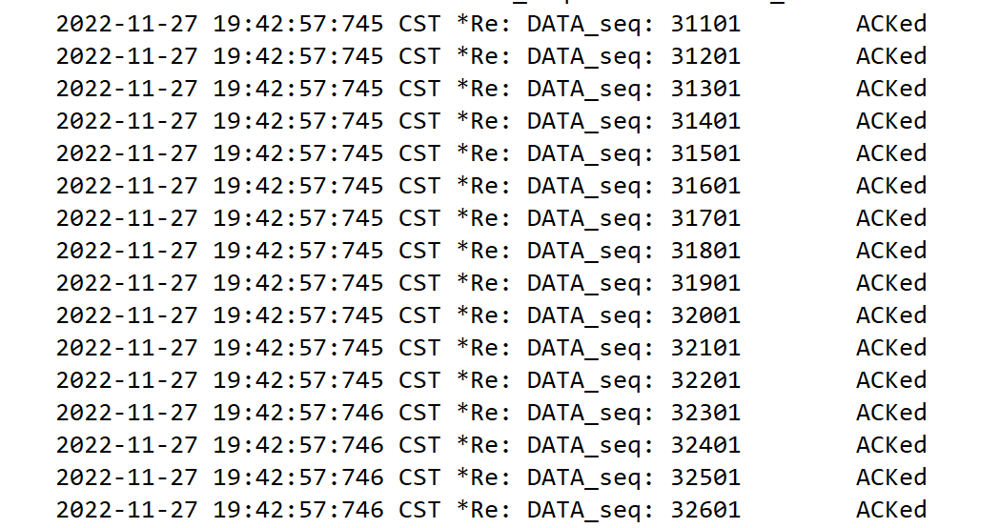 2022-11-27 19:42:57:745 CST *Re: DATA_seq: 31101 ACKed
2022-11-27 19:42:57:745 CST *Re: DATA_seq: 31201 ACKed
2022-11-27 19:42:57:745 CST *Re: DATA_seq: 31301 ACKed
2022-11-27 19:42:57:745 CST *Re: DATA_seq: 31401 ACKed
2022-11-27 19:42:57:745 CST *Re: DATA_seq: 31501 ACKed
2022-11-27 19:42:57:745 CST *Re: DATA_seq: 31601 ACKed
2022-11-27 19:42:57:745 CST *Re: DATA_seq: 31701 ACKed
2022-11-27 19:42:57:745 CST *Re: DATA_seq: 31801 ACKed
2022-11-27 19:42:57:745 CST *Re: DATA_seq: 31901 ACKed
2022-11-27 19:42:57:745 CST *Re: DATA_seq: 32001 ACKed
2022-11-27 19:42:57:745 CST *Re: DATA_seq: 32101 ACKed
2022-11-27 19:42:57:745 CST *Re: DATA_seq: 32201 ACKed
2022-11-27 19:42:57:746 CST *Re: DATA_seq: 32301 ACKed
2022-11-27 19:42:57:746 CST *Re: DATA_seq: 32401 ACKed
2022-11-27 19:42:57:746 CST *Re: DATA_seq: 32501 ACKed
2022-11-27 19:42:57:746 CST *Re: DATA_seq: 32601 ACKed